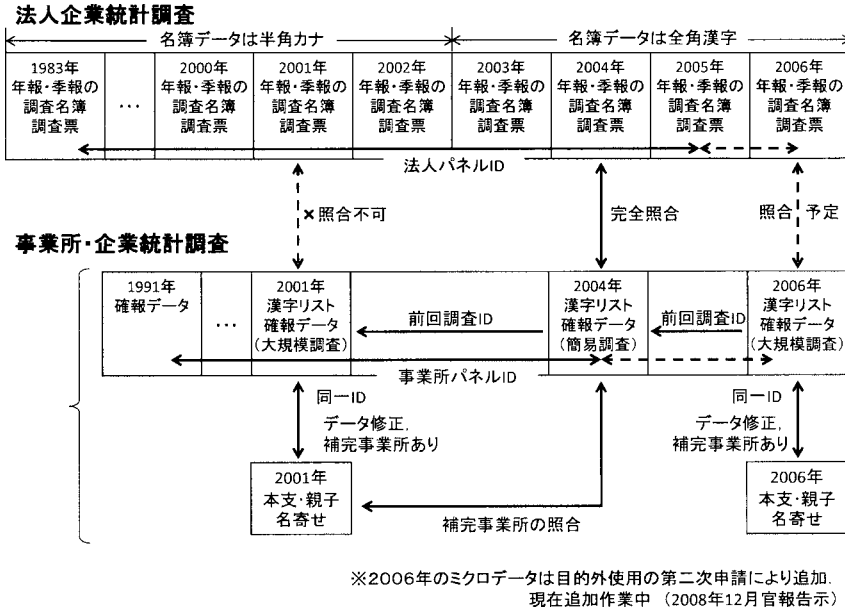 法人企業統計調査
名簿データは半角カナ
名簿データは全角漢字
1983年
年報・季報の
調査名簿
調査票
…
2000年
年報・季報の
調査名簿
調査票
2001年
年報・季報の
調査名簿
調査票
2002年
年報・季報の
調査名簿
調査票
2003年
年報・季報の
調査名簿
調査票
2004年
年報・季報の
調査名簿
調査票
2005年
年報・季報の
調査名簿
調査票
2006年
年報・季報の
調査名簿
調査票
法人パネルID
×照合不可
完全照合
照合 予定
事業所・企業統計調査
1991年
確報データ
…
2001年
漢字リスト
確報データ
(大規模調査)
前回調査ID
2004年
漢字リスト
確報データ
(簡易調査)
前回調査ID
2006年
漢字リスト
確報データ
(大規模調査)
事業所パネルID
同一ID
データ修正,
補完事業所あり
同一ID
データ修正,
補完事業所あり
2001年
本支・親子
名寄せ
補完事業所の照合
2006年
本支・親子
名寄せ
※2006年のミクロデータは目的外使用の第二次申請により追加.
現在追加作業中 (2008年12月官報告示)